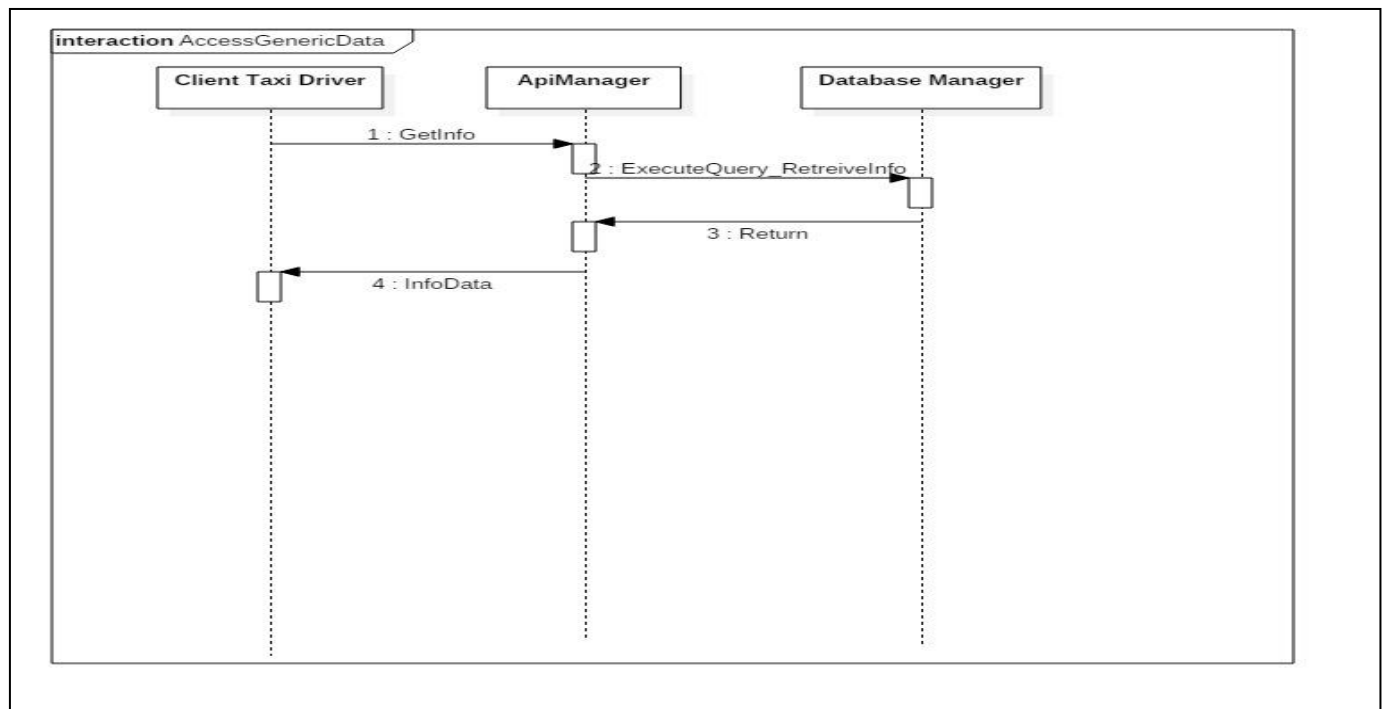 interaction AccessGenericData
Client Taxi Driver
ApiManager
Database Manager
1 : GetInfo
2 : ExecuteQuery_RetreiveInfo
3 : Return
4 : InfoData